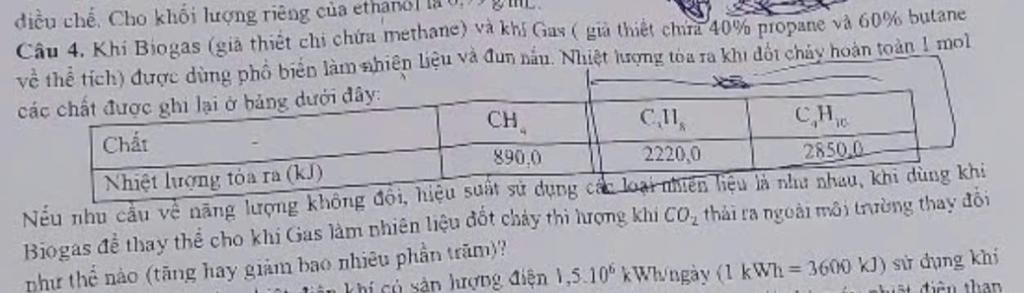 điều chế. Cho khối lượng riêng của ethanol là g/mL.
Câu 4. Khí Biogas (giả thiết chỉ chứa methane) và khí Gas ( giả thiết chứa 40% propane và 60% butane
về thể tích) được dùng phổ biến làm nhiên liệu và đun nấu. Nhiệt lượng tỏa ra khi đốt cháy hoàn toàn 1 mol
các chất được ghi lại ở bảng dưới đây:
Chất CH₄ C₃H₈ C₄H₁₀
Nhiệt lượng tỏa ra (kJ) 890,0 2220,0 2850,0
Nếu nhu cầu về năng lượng không đổi, hiệu suất sử dụng các loại nhiên liệu là như nhau, khi dùng khí
Biogas để thay thế cho khí Gas làm nhiên liệu đốt cháy thì lượng khí CO₂ thải ra ngoài môi trường thay đổi
như thế nào (tăng hay giảm bao nhiêu phần trăm)?
khí có sản lượng điện 1,5.10⁶ kWh/ngày (1 kWh = 3600 kJ) sử dụng khí
nhiệt điện than